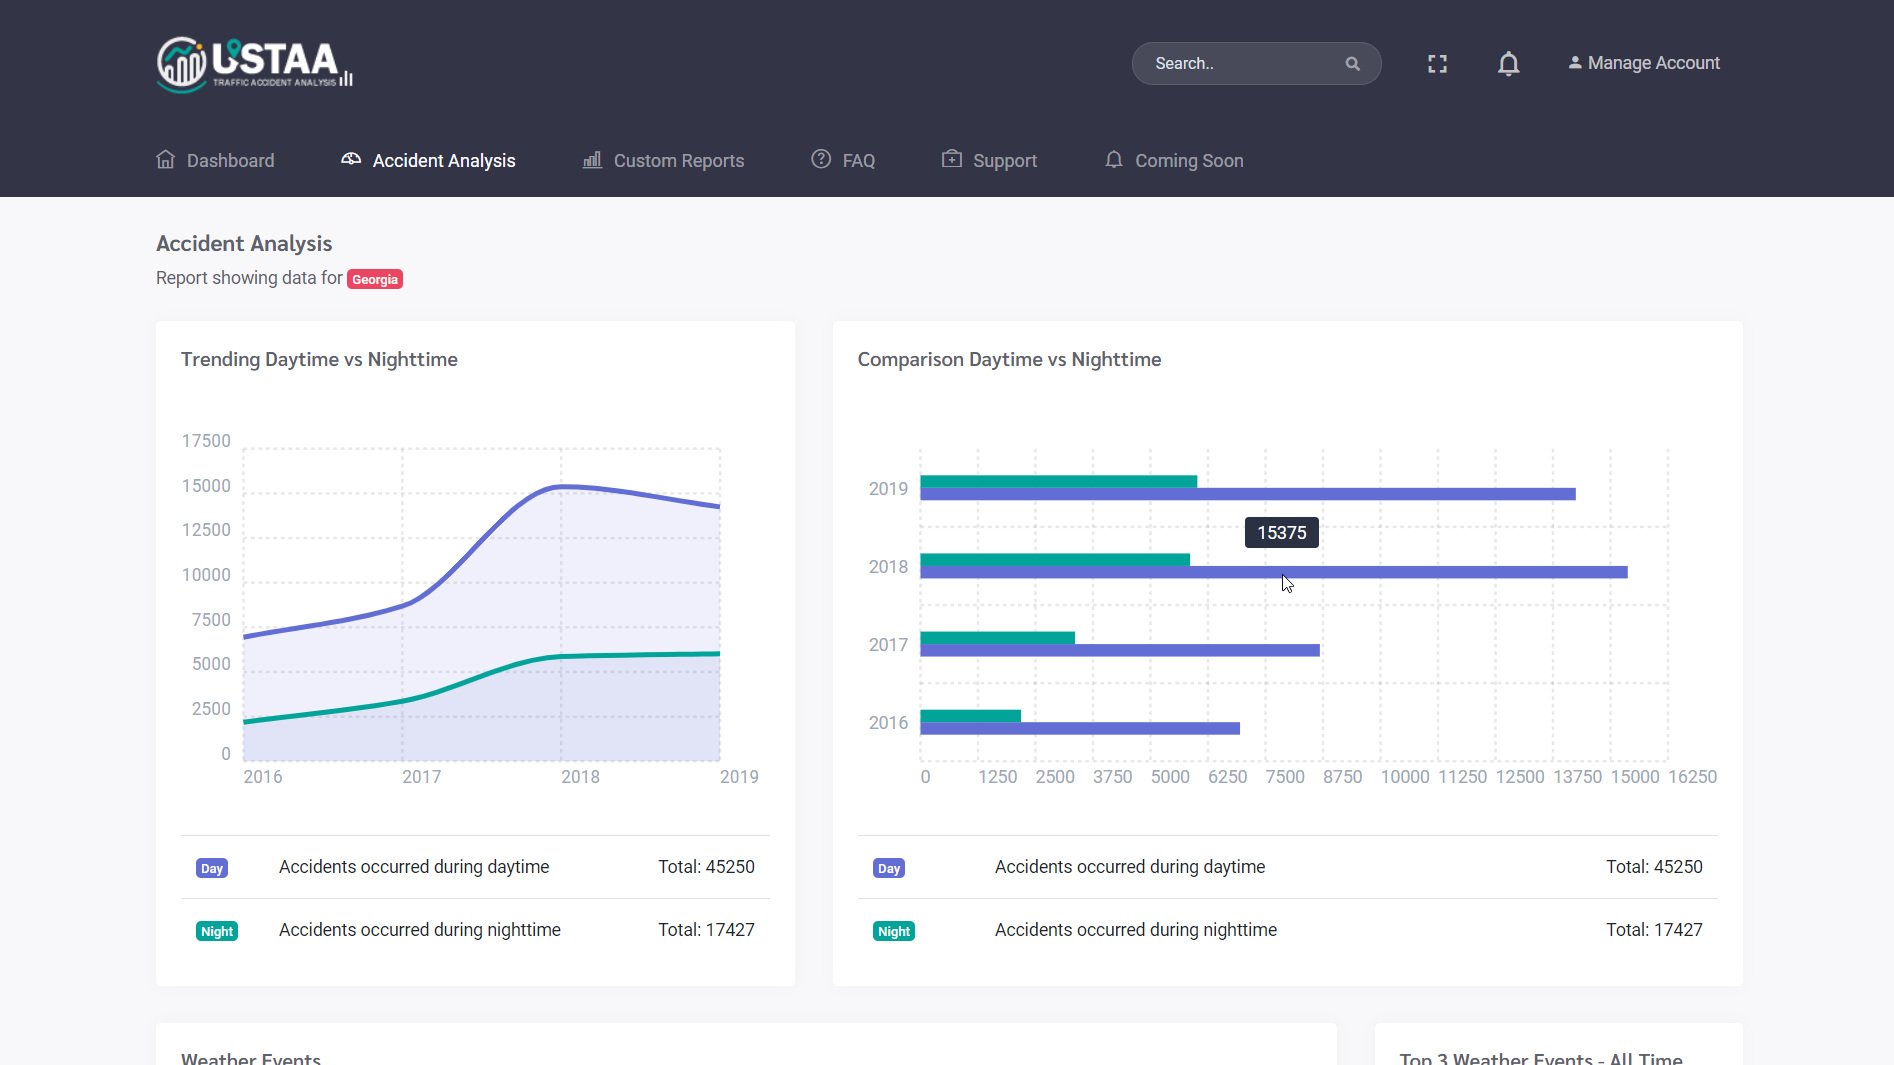 USTAA
TRAFFIC ACCIDENT ANALYSIS
Search..
Manage Account
Dashboard
Accident Analysis
Custom Reports
FAQ
Support
Coming Soon
Accident Analysis
Report showing data for Georgia
Trending Daytime vs Nighttime
17500
15000
12500
10000
7500
5000
2500
0
2016 2017 2018 2019
Day Accidents occurred during daytime Total: 45250
Night Accidents occurred during nighttime Total: 17427
Comparison Daytime vs Nighttime
2019
15375
2018
2017
2016
0 1250 2500 3750 5000 6250 7500 8750 10000 11250 12500 13750 15000 16250
Day Accidents occurred during daytime Total: 45250
Night Accidents occurred during nighttime Total: 17427
Weather Events
Top 3 Weather Events - All Time